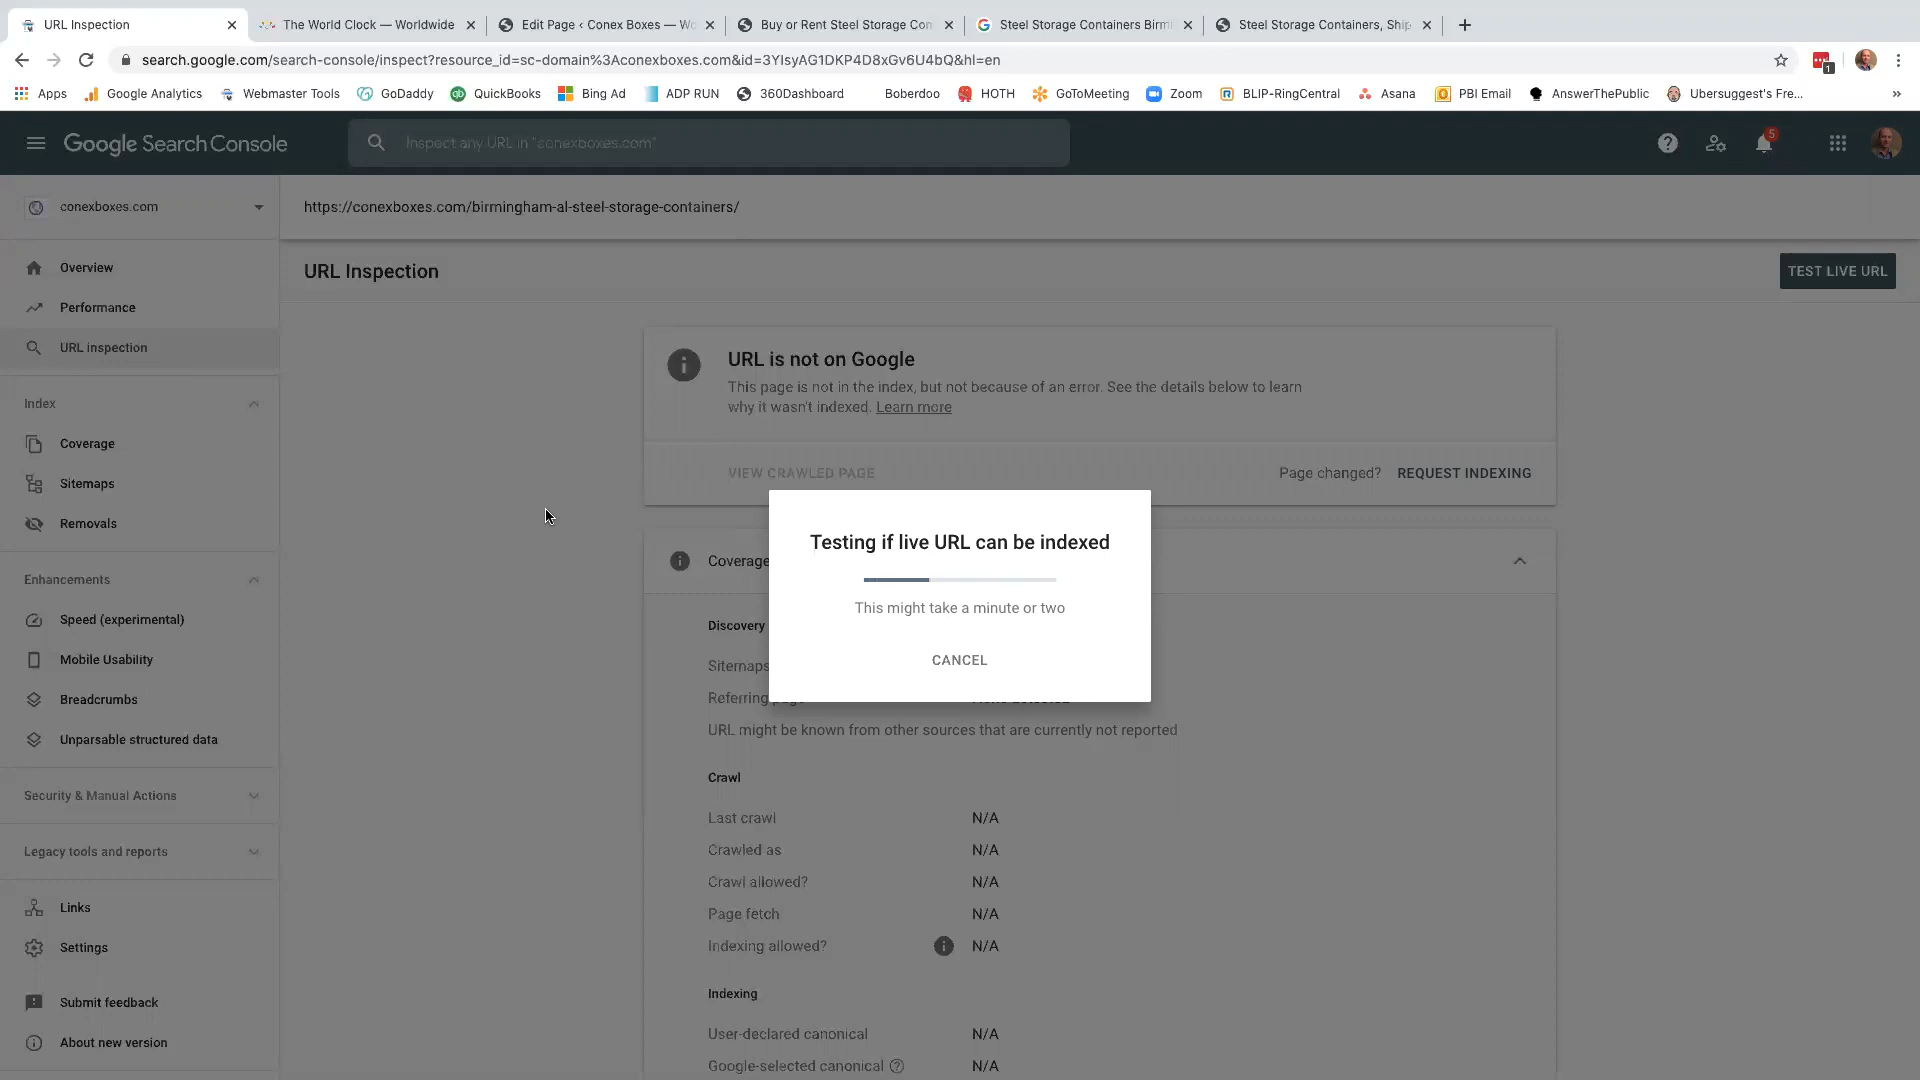 URL Inspection
The World Clock — Worldwide
Edit Page ‹ Conex Boxes — Wo
Buy or Rent Steel Storage Con
Steel Storage Containers Birmi
Steel Storage Containers, Ship
search.google.com/search-console/inspect?resource_id=sc-domain%3Aconexboxes.com&id=3YIsyAG1DKP4D8xGv6U4bQ&hl=en
1
Apps
Google Analytics
Webmaster Tools
GoDaddy
QuickBooks
Bing Ad
ADP RUN
360Dashboard
Boberdoo
HOTH
GoToMeeting
Zoom
BLIP-RingCentral
Asana
PBI Email
AnswerThePublic
Ubersuggest's Fre...
»
Google Search Console
Inspect any URL in "conexboxes.com"
5
conexboxes.com
https://conexboxes.com/birmingham-al-steel-storage-containers/
Overview
Performance
URL inspection
Index
Coverage
Sitemaps
Removals
Enhancements
Speed (experimental)
Mobile Usability
Breadcrumbs
Unparsable structured data
Security & Manual Actions
Legacy tools and reports
Links
Settings
Submit feedback
About new version
URL Inspection
TEST LIVE URL
URL is not on Google
This page is not in the index, but not because of an error. See the details below to learn
why it wasn't indexed. Learn more
VIEW CRAWLED PAGE
Page changed? REQUEST INDEXING
Testing if live URL can be indexed
This might take a minute or two
CANCEL
Coverage
Discovery
Sitemaps
Referring page
URL might be known from other sources that are currently not reported
Crawl
Last crawl N/A
Crawled as N/A
Crawl allowed? N/A
Page fetch N/A
Indexing allowed? N/A
Indexing
User-declared canonical N/A
Google-selected canonical N/A